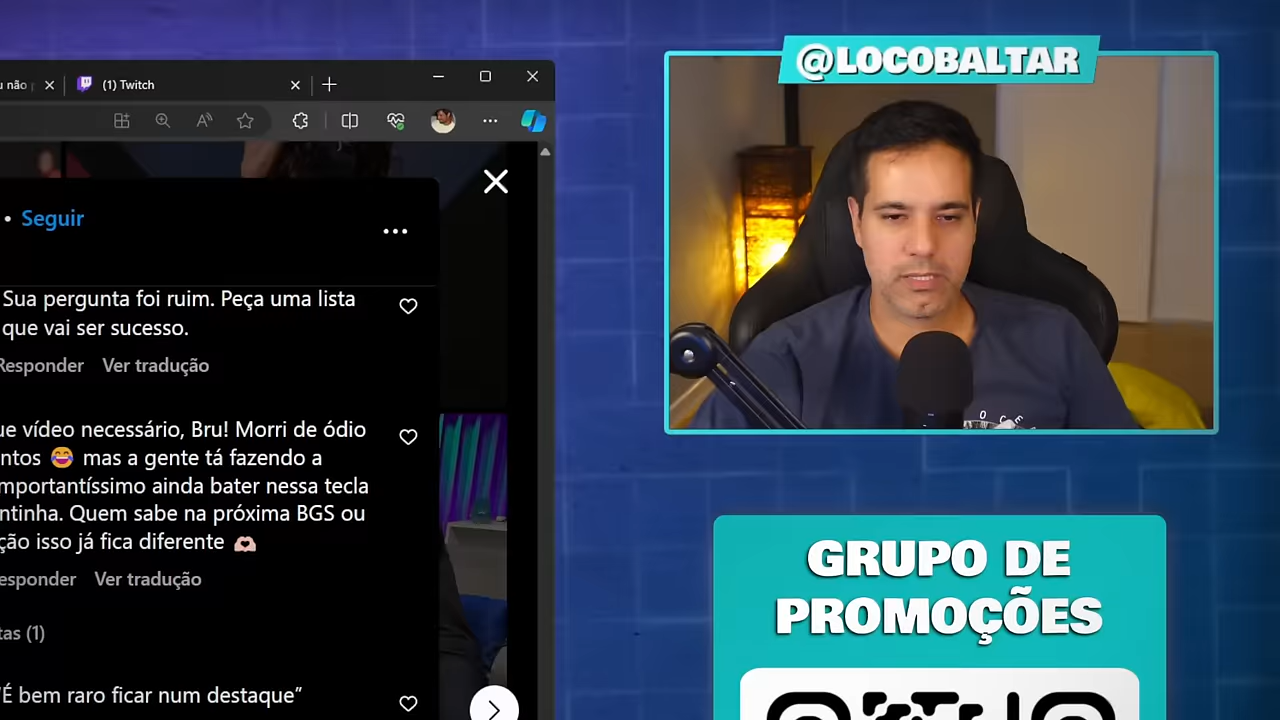 (1) Twitch
@LOCOBALTAR
• Seguir
Sua pergunta foi ruim. Peça uma lista
que vai ser sucesso.
Responder Ver tradução
vídeo necessário, Bru! Morri de ódio
😂 mas a gente tá fazendo a
importantíssimo ainda bater nessa tecla
Quem sabe na próxima BGS ou
isso já fica diferente 🫶🏻
esponder Ver tradução
(1)
“É bem raro ficar num destaque”
GRUPO DE
PROMOÇÕES